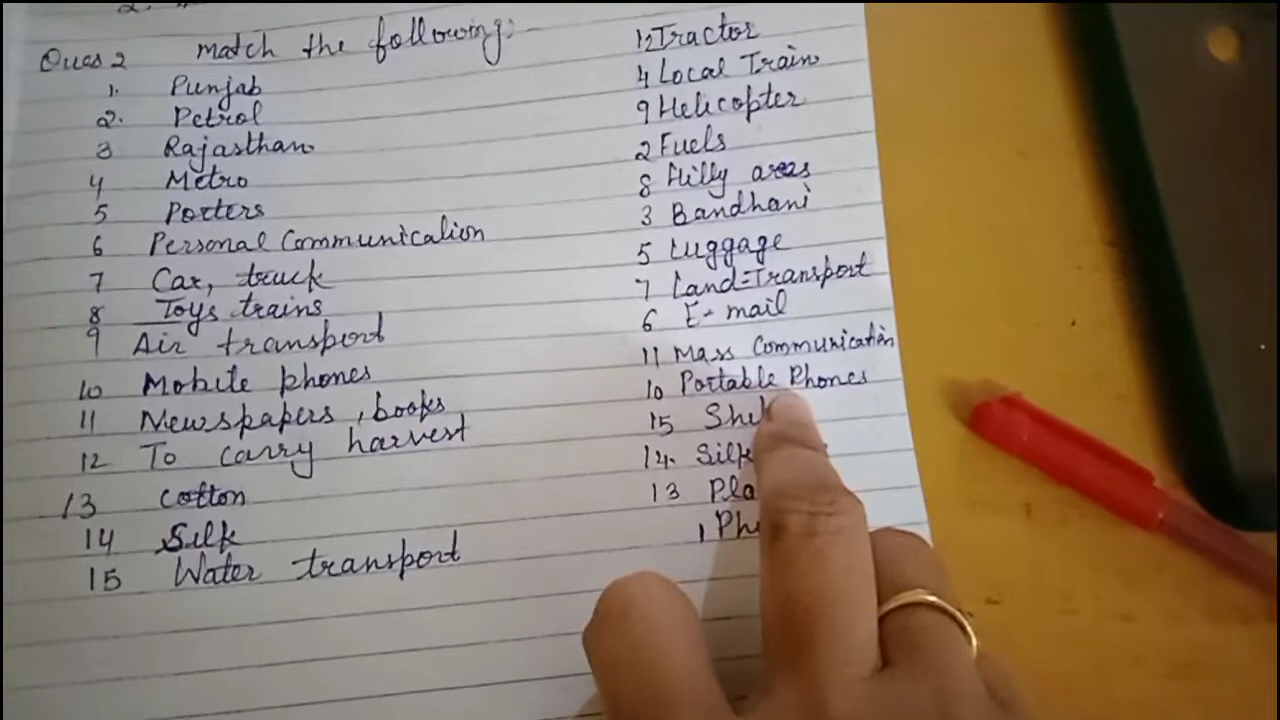 2.
Ques 2 Match the following:-
1. Punjab
2. Petrol
3 Rajasthan
4 Metro
5 Porters
6 Personal Communication
7 Car, truck
8 Toys trains
9 Air transport
10 Mobile phones
11 Newspapers, books
12 To carry harvest
13 Cotton
14 Silk
15 Water transport
12 Tractor
4 Local Train
9 Helicopter
2 Fuels
8 Hilly areas
3 Bandhani
5 Luggage
7 Land=Transport
6 E-mail
11 Mass Communication
10 Portable Phones
15
14. Silk
13
1